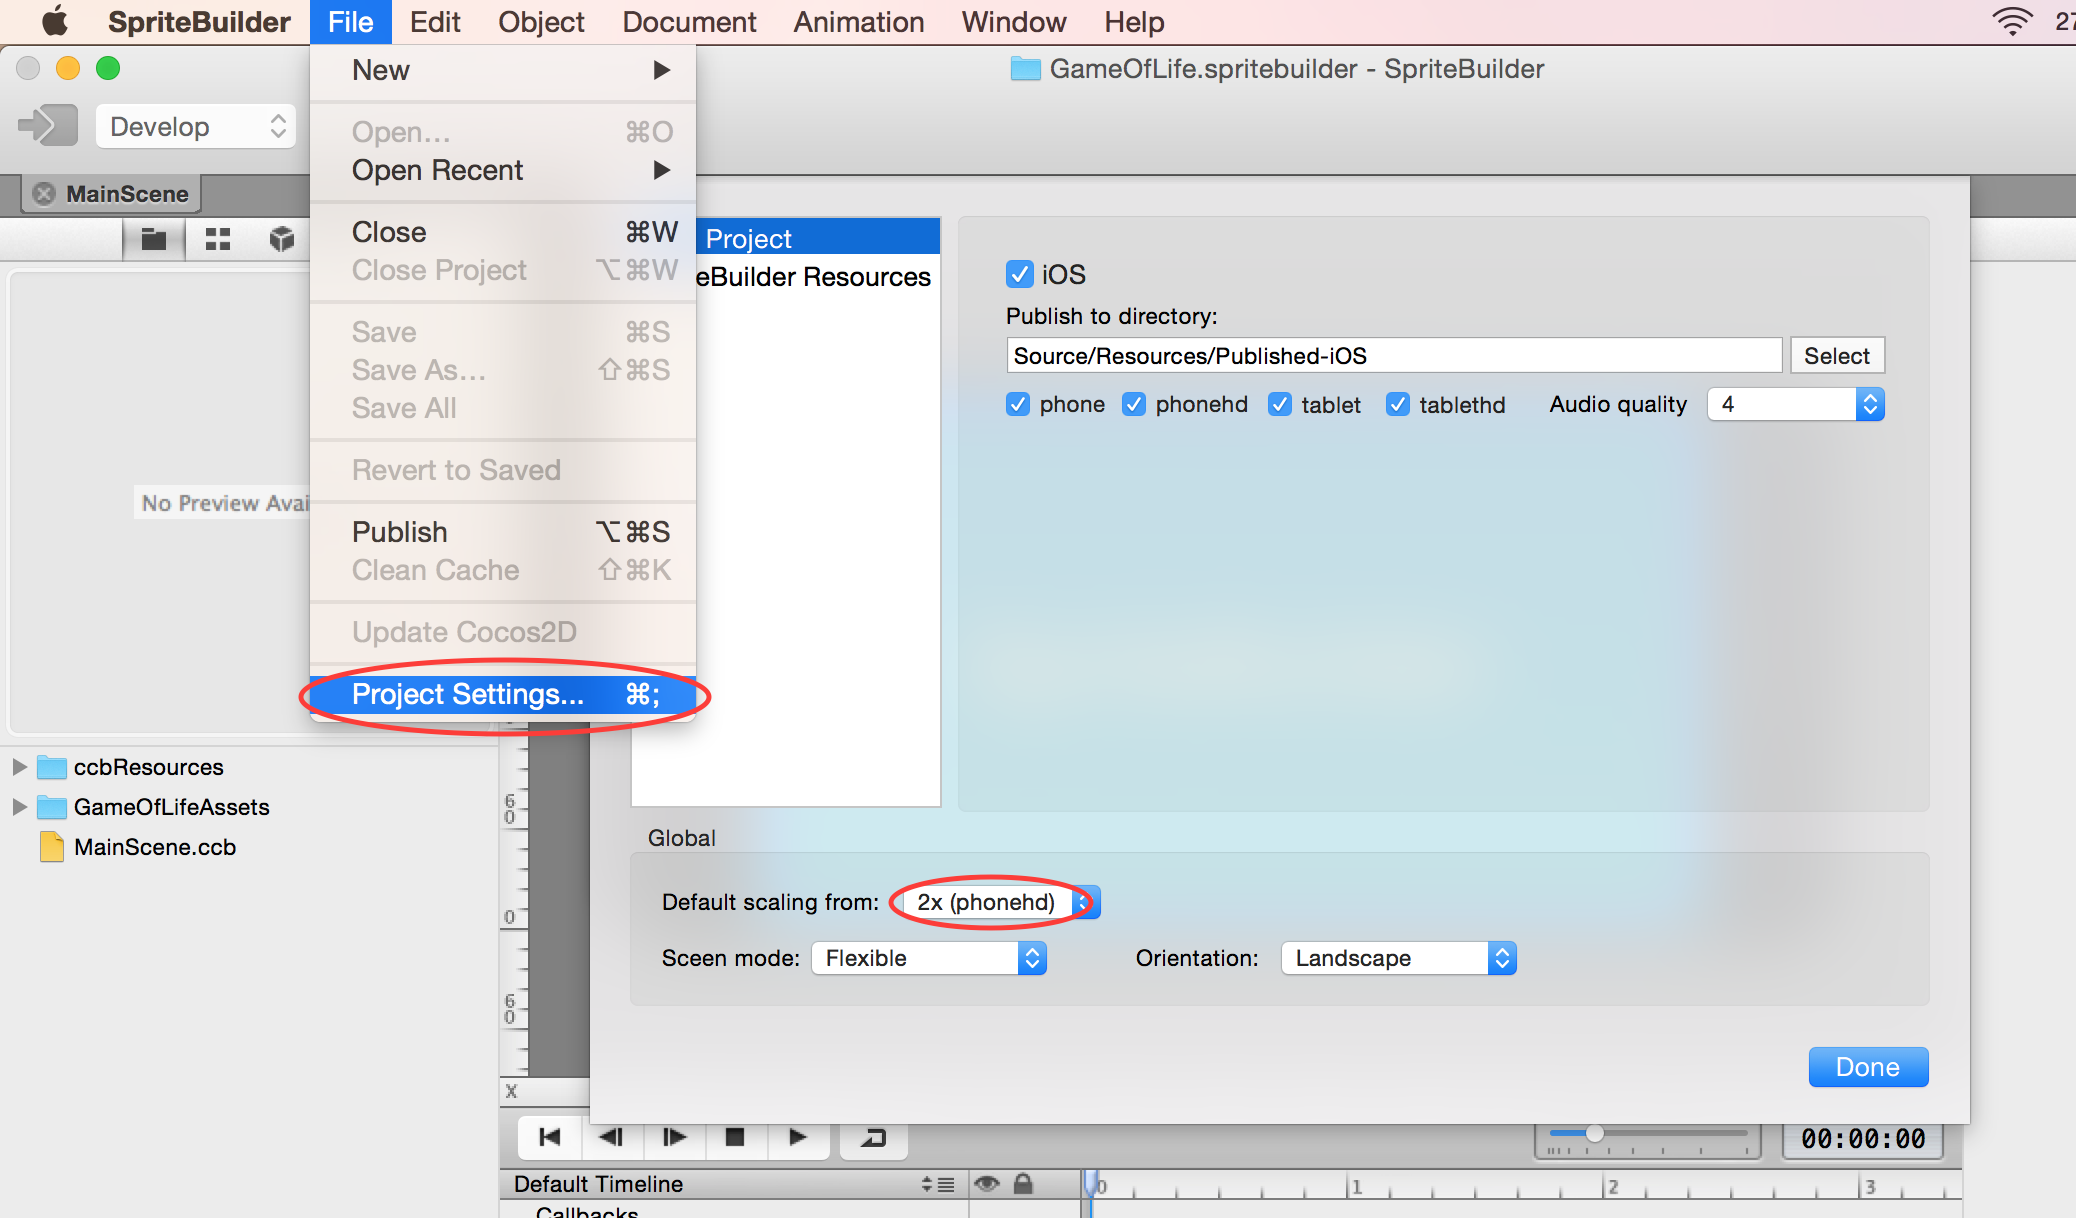 SpriteBuilder File Edit Object Document Animation Window Help
GameOfLife.spritebuilder - SpriteBuilder
Develop
MainScene
No Preview
New
Open... ⌘O
Open Recent
Close ⌘W
Close Project ⌥⌘W
Save ⌘S
Save As... ⇧⌘S
Save All
Revert to Saved
Publish ⌥⌘S
Clean Cache ⇧⌘K
Update Cocos2D
Project Settings... ⌘;
ccbResources
GameOfLifeAssets
MainScene.ccb
Project
eBuilder Resources
iOS
Publish to directory:
Source/Resources/Published-iOS Select
phone phonehd tablet tablethd Audio quality 4
Global
Default scaling from: 2x (phonehd)
Sceen mode: Flexible Orientation: Landscape
Done
60
0
60
X
00:00:00
Default Timeline 0 1 2 3
Callbacks